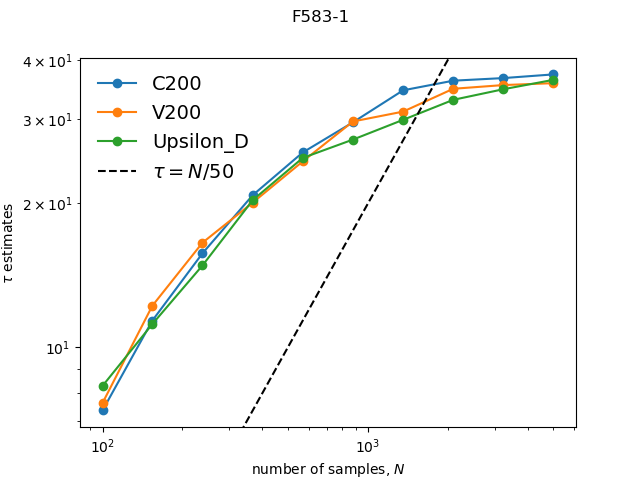 F583-1
4 × 10¹
3 × 10¹
2 × 10¹
10¹
τ estimates
C200
V200
Upsilon_D
τ = N/50
10²
10³
number of samples, N